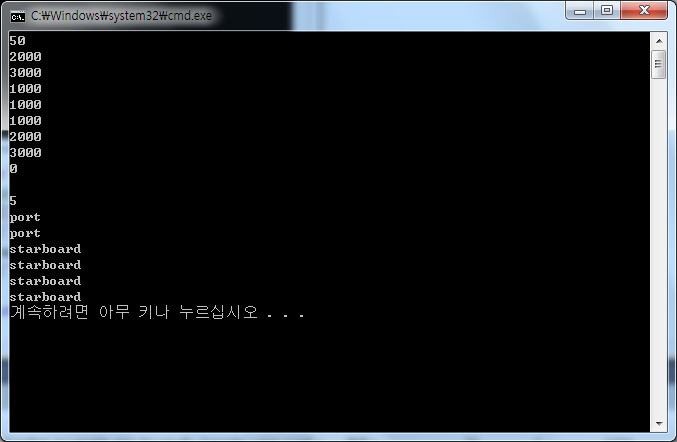 C:₩Windows₩system32₩cmd.exe
50
2000
3000
1000
1000
1000
2000
3000
0
5
port
port
starboard
starboard
starboard
starboard
계속하려면 아무 키나 누르십시오 . . .